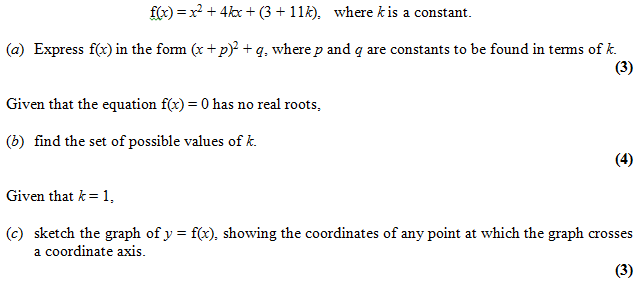 f(x) = x² + 4kx + (3 + 11k), where k is a constant.
(a) Express f(x) in the form (x + p)² + q, where p and q are constants to be found in terms of k.
(3)
Given that the equation f(x) = 0 has no real roots,
(b) find the set of possible values of k.
(4)
Given that k = 1,
(c) sketch the graph of y = f(x), showing the coordinates of any point at which the graph crosses
a coordinate axis.
(3)